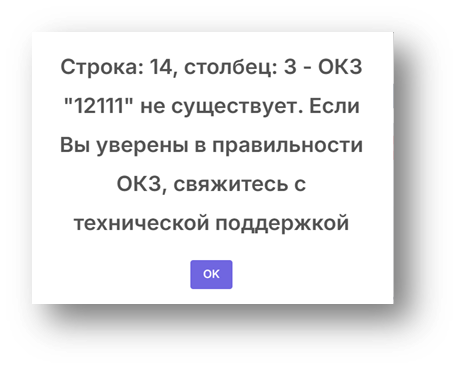 Строка: 14, столбец: 3 - ОКЗ
"12111" не существует. Если
Вы уверены в правильности
ОКЗ, свяжитесь с
технической поддержкой
OK